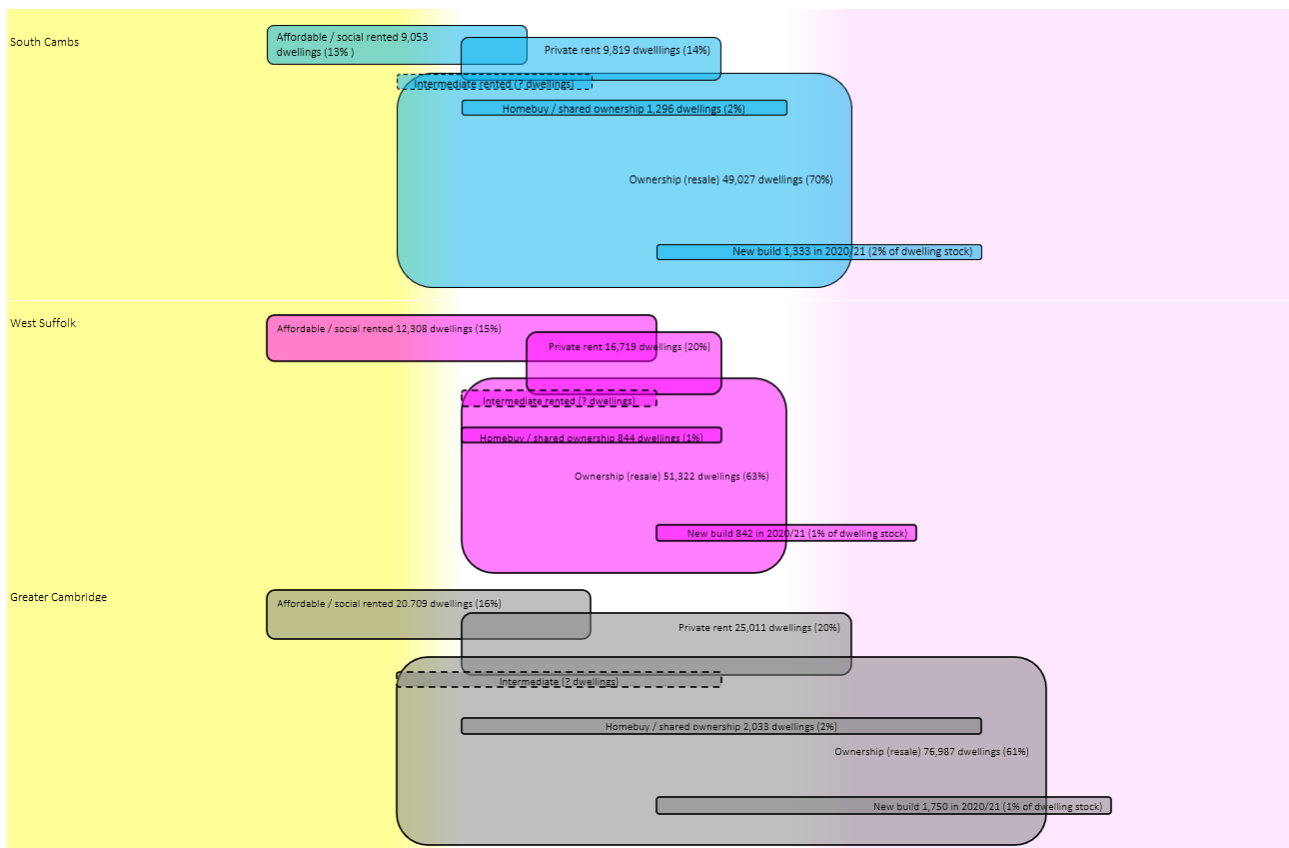 South Cambs
Affordable / social rented 9,053
dwellings (13% )
Private rent 9,819 dwelllings (14%)
Intermediate rented (? dwellings)
Homebuy / shared ownership 1,296 dwellings (2%)
Ownership (resale) 49,027 dwellings (70%)
New build 1,333 in 2020/21 (2% of dwelling stock)
West Suffolk
Affordable / social rented 12,308 dwellings (15%)
Private rent 16,719 dwellings (20%)
Intermediate rented (? dwellings)
Homebuy / shared ownership 844 dwellings (1%)
Ownership (resale) 51,322 dwellings (63%)
New build 842 in 2020/21 (1% of dwelling stock)
Greater Cambridge
Affordable / social rented 20.709 dwellings (16%)
Private rent 25,011 dwellings (20%)
Intermediate (? dwellings)
Homebuy / shared ownership 2,033 dwellings (2%)
Ownership (resale) 76,987 dwellings (61%)
New build 1,750 in 2020/21 (1% of dwelling stock)